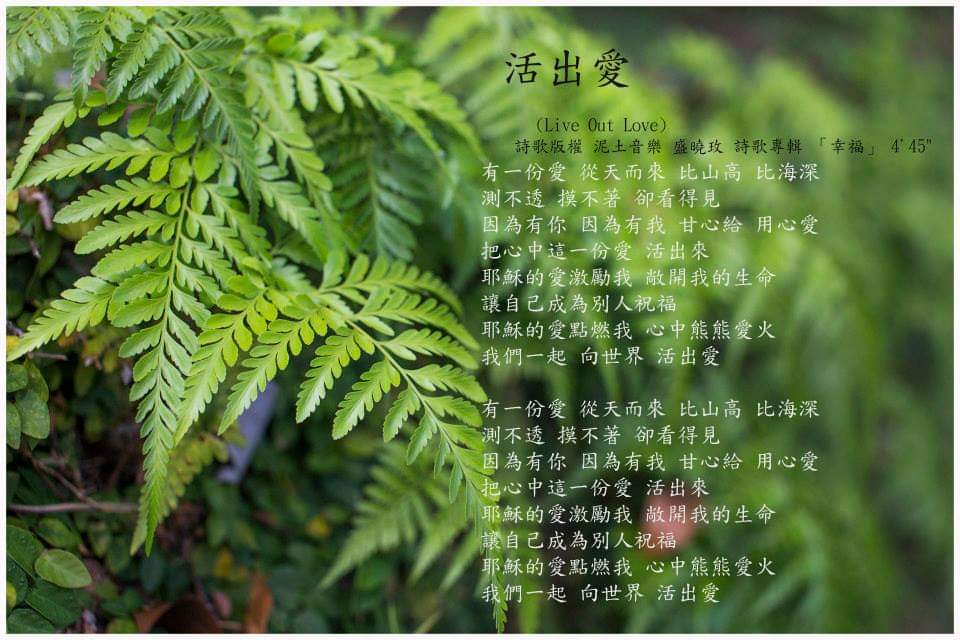 活出愛
(Live Out Love)
詩歌版權 泥土音樂 盛曉玫 詩歌專輯 「幸福」 4'45"
有一份愛 從天而來 比山高 比海深
測不透 摸不著 卻看得見
因為有你 因為有我 甘心給 用心愛
把心中這一份愛 活出來
耶穌的愛激勵我 敞開我的生命
讓自己成為別人祝福
耶穌的愛點燃我 心中熊熊愛火
我們一起 向世界 活出愛
有一份愛 從天而來 比山高 比海深
測不透 摸不著 卻看得見
因為有你 因為有我 甘心給 用心愛
把心中這一份愛 活出來
耶穌的愛激勵我 敞開我的生命
讓自己成為別人祝福
耶穌的愛點燃我 心中熊熊愛火
我們一起 向世界 活出愛